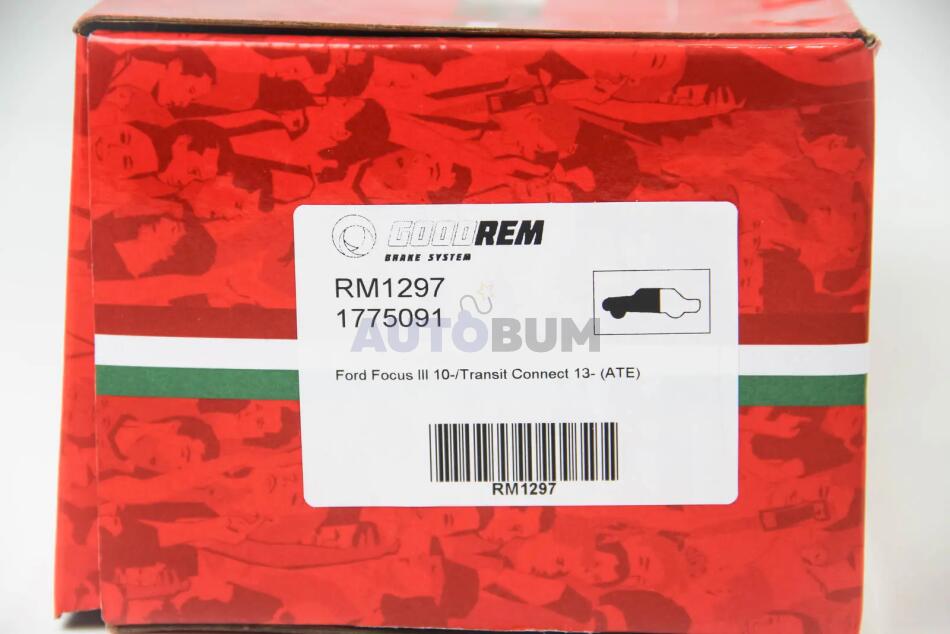 GOODREM
BRAKE SYSTEM
RM1297
1775091
AUTOBUM
Ford Focus III 10-/Transit Connect 13- (ATE)
RM1297